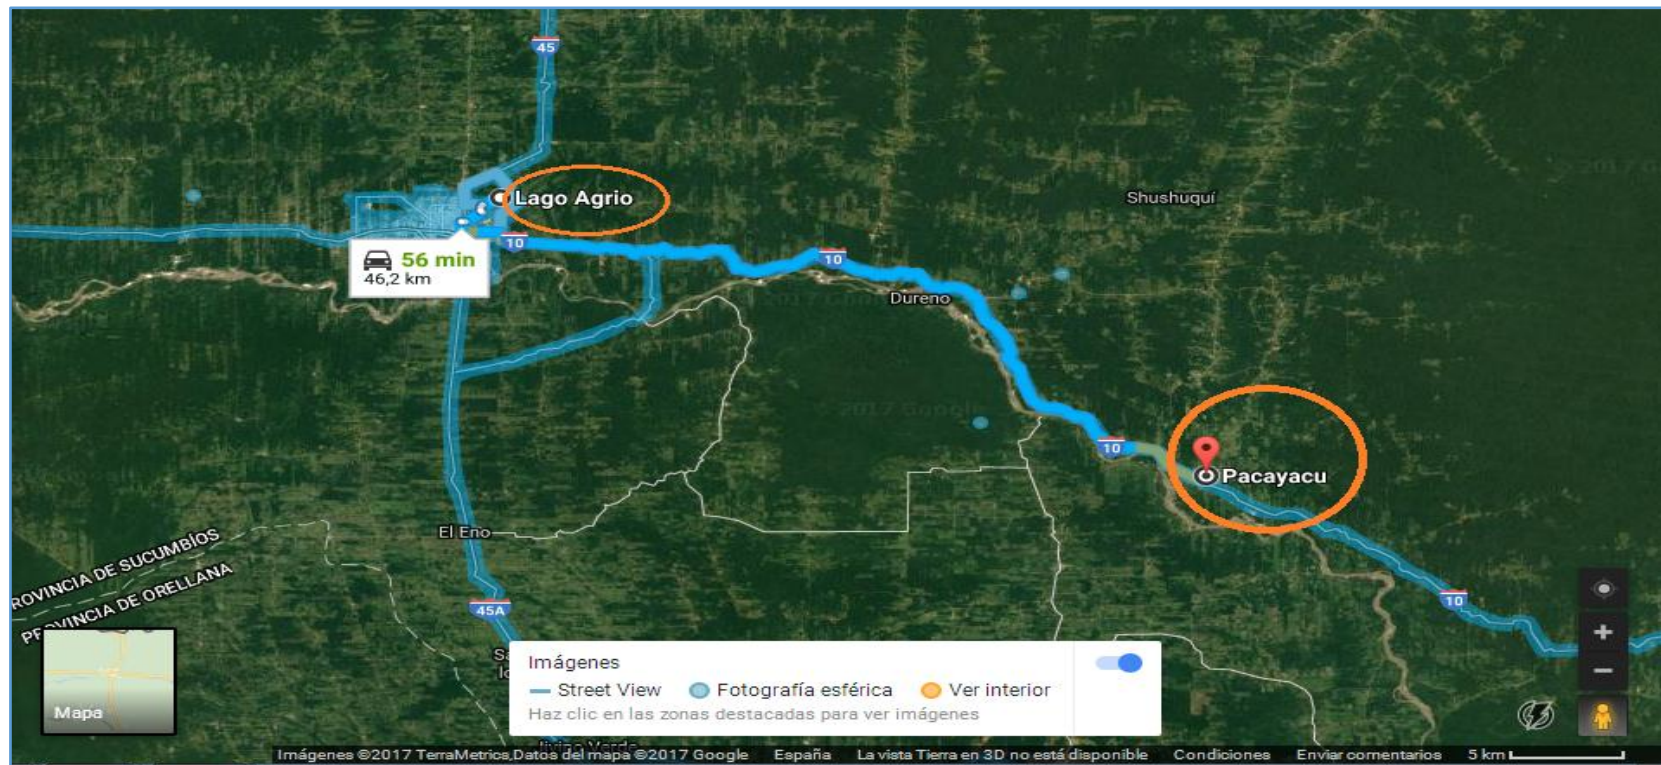 45
Lago Agrio
Shushuquí
10
56 min
46,2 km
10
Dureno
© 2017 Google
10
Pacayacu
El Eno
PROVINCIA DE SUCUMBÍOS
PROVINCIA DE ORELLANA
10
45A
Mapa
Imágenes
Street View Fotografía esférica Ver interior
Haz clic en las zonas destacadas para ver imágenes
Imágenes ©2017 TerraMetrics,Datos del mapa ©2017 Google España La vista Tierra en 3D no está disponible Condiciones Enviar comentarios 5 km